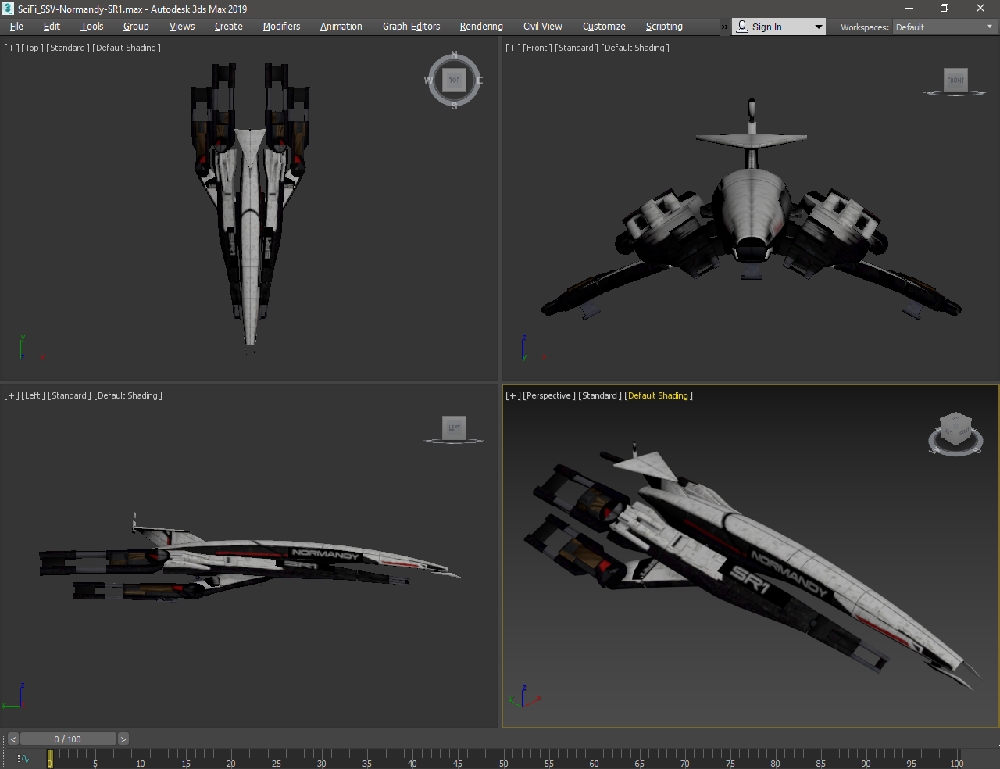 SciFi_SSV-Normandy-SR1.max - Autodesk 3ds Max 2019
File Edit Tools Group Views Create Modifiers Animation Graph Editors Rendering Civil View Customize Scripting » Sign In Workspaces: Default
[+] [Top] [Standard] [Default Shading]
N
W TOP E
S
[+] [Front] [Standard] [Default Shading]
FRONT
y
z
[+] [Left] [Standard] [Default Shading]
LEFT
NORMANDY
SR1
z
[+] [Perspective] [Standard] [Default Shading]
NORMANDY
SR1
z
< 0 / 100 >
0 5 10 15 20 25 30 35 40 45 50 55 60 65 70 75 80 85 90 95 100